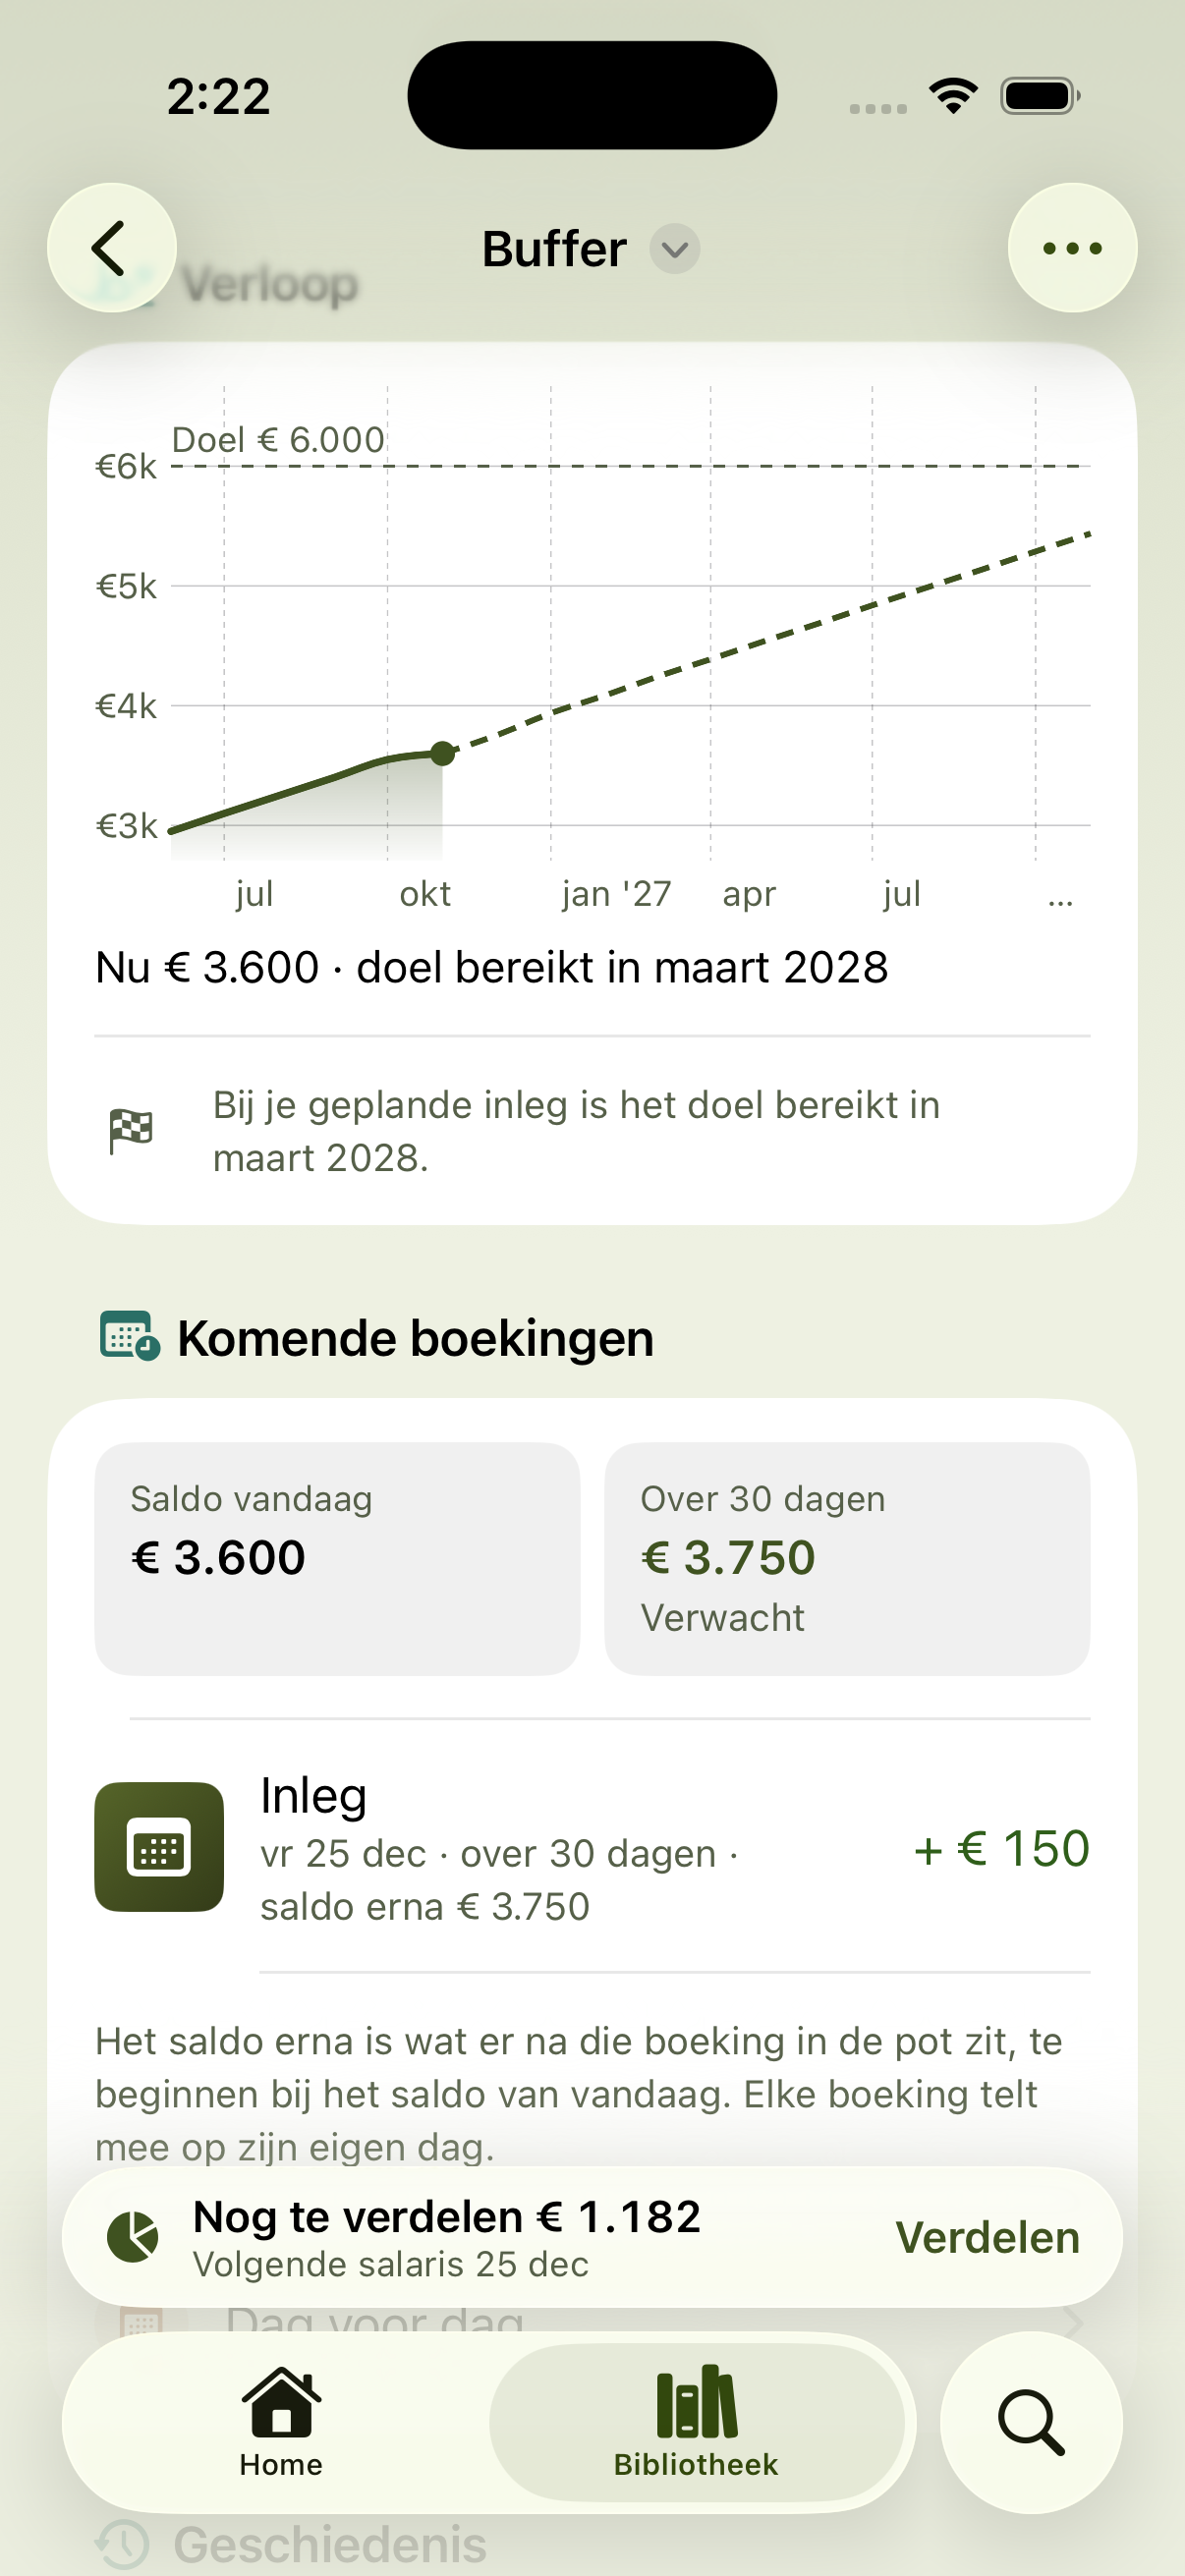 2:22
Buffer
Verloop
Doel € 6.000
€6k
€5k
€4k
€3k
jul okt jan '27 apr jul ...
Nu € 3.600 · doel bereikt in maart 2028
Bij je geplande inleg is het doel bereikt in
maart 2028.
Komende boekingen
Saldo vandaag
€ 3.600
Over 30 dagen
€ 3.750
Verwacht
Inleg
vr 25 dec · over 30 dagen ·
saldo erna € 3.750
+ € 150
Het saldo erna is wat er na die boeking in de pot zit, te
beginnen bij het saldo van vandaag. Elke boeking telt
mee op zijn eigen dag.
Nog te verdelen € 1.182
Volgende salaris 25 dec
Verdelen
Dag voor dag
Home
Bibliotheek
Geschiedenis